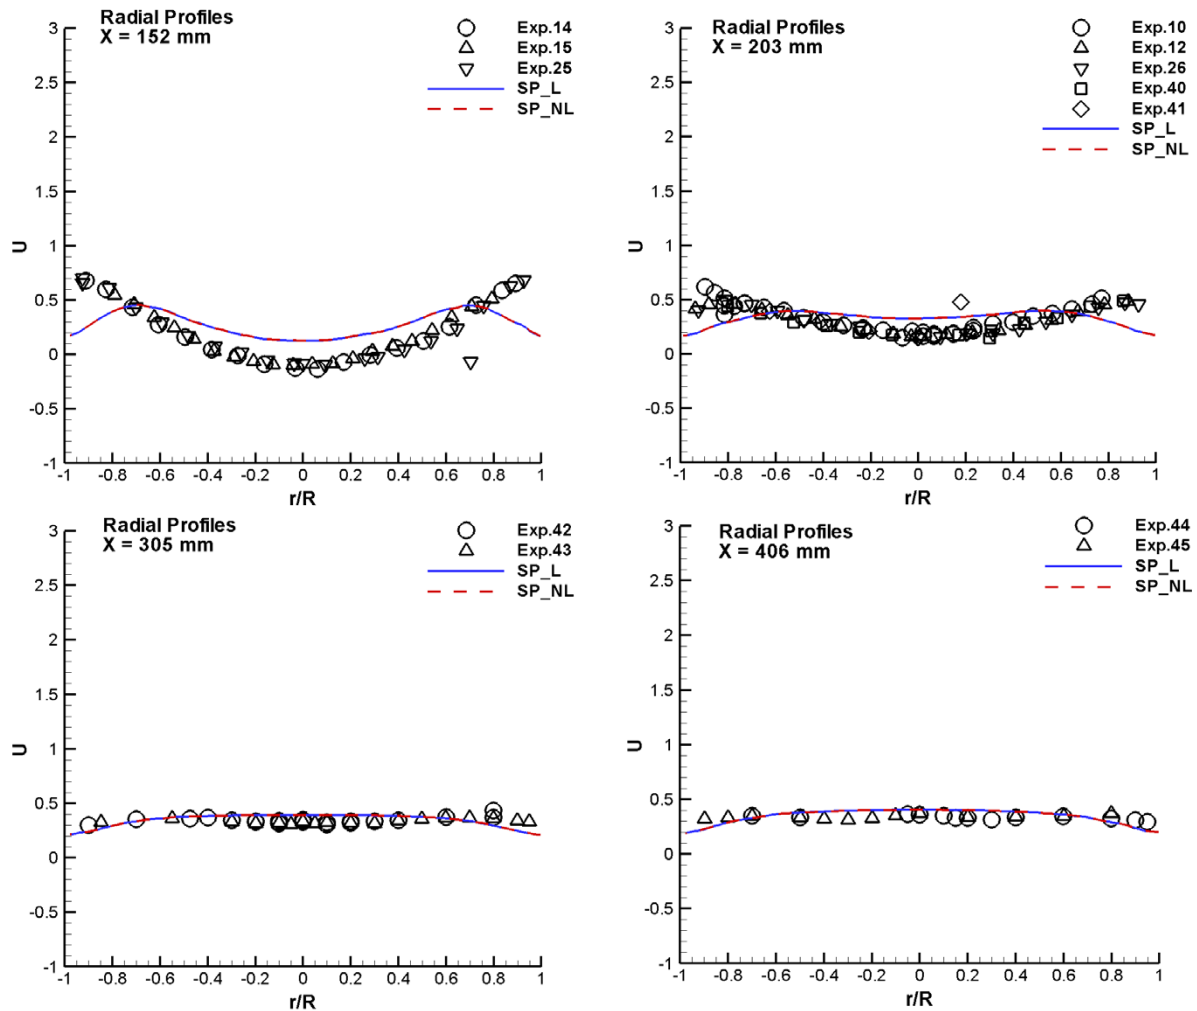 Radial Profiles
X = 152 mm
Exp.14
Exp.15
Exp.25
SP_L
SP_NL
3
2.5
2
1.5
1
0.5
0
-0.5
-1
U
-1 -0.8 -0.6 -0.4 -0.2 0 0.2 0.4 0.6 0.8 1
r/R
Radial Profiles
X = 203 mm
Exp.10
Exp.12
Exp.26
Exp.40
Exp.41
SP_L
SP_NL
3
2.5
2
1.5
1
0.5
0
-0.5
-1
U
-1 -0.8 -0.6 -0.4 -0.2 0 0.2 0.4 0.6 0.8 1
r/R
Radial Profiles
X = 305 mm
Exp.42
Exp.43
SP_L
SP_NL
3
2.5
2
1.5
1
0.5
0
-0.5
-1
U
-1 -0.8 -0.6 -0.4 -0.2 0 0.2 0.4 0.6 0.8 1
r/R
Radial Profiles
X = 406 mm
Exp.44
Exp.45
SP_L
SP_NL
3
2.5
2
1.5
1
0.5
0
-0.5
-1
U
-1 -0.8 -0.6 -0.4 -0.2 0 0.2 0.4 0.6 0.8 1
r/R